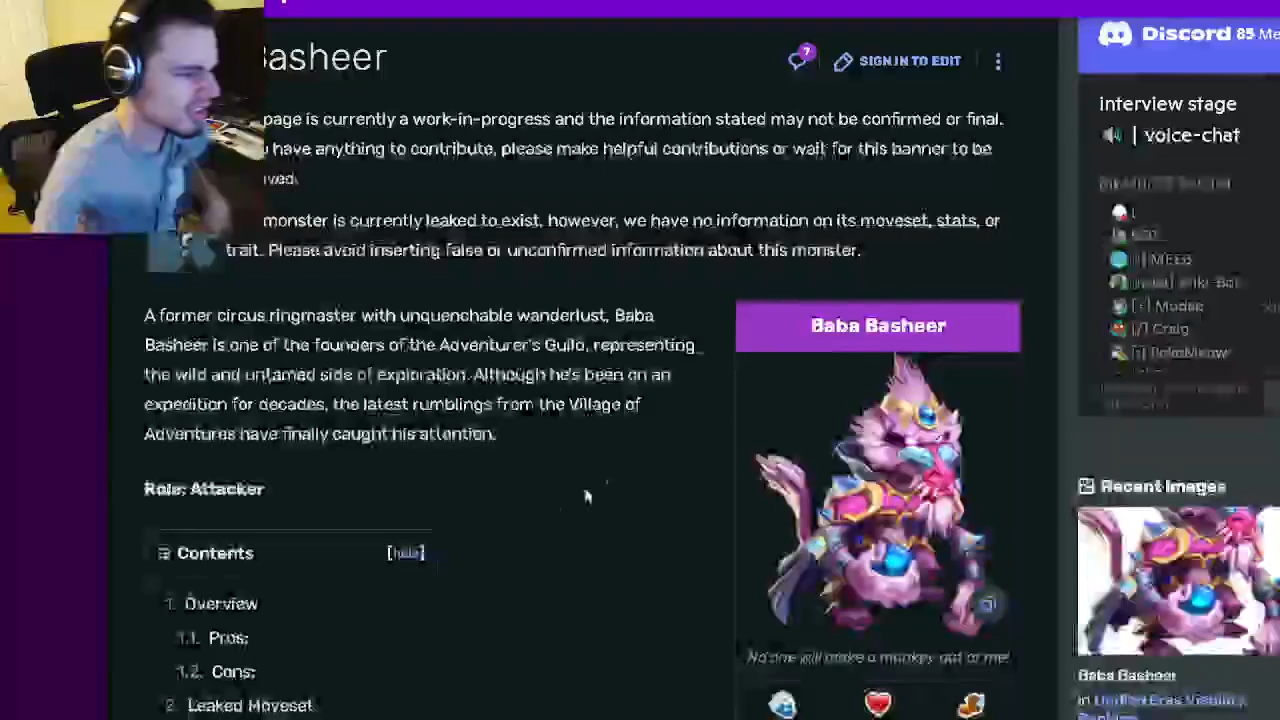 Basheer
7
SIGN IN TO EDIT
Discord 85 Me
page is currently a work-in-progress and the information stated may not be confirmed or final.
have anything to contribute, please make helpful contributions or wait for this banner to be
ved.
monster is currently leaked to exist, however, we have no information on its moveset, stats, or
trait. Please avoid inserting false or unconfirmed information about this monster.
interview stage
| voice-chat
MEE6
Craig
A former circus ringmaster with unquenchable wanderlust, Baba
Basheer is one of the founders of the Adventurer's Guild, representing
the wild and untamed side of exploration. Although he's been on an
expedition for decades, the latest rumblings from the Village of
Adventures have finally caught his attention.
Role: Attacker
Contents [hide]
1. Overview
1.1. Pros:
1.2. Cons:
2. Leaked Moveset
Baba Basheer
No one will make a monkey out of me!
Recent Images
Baba Basheer
in